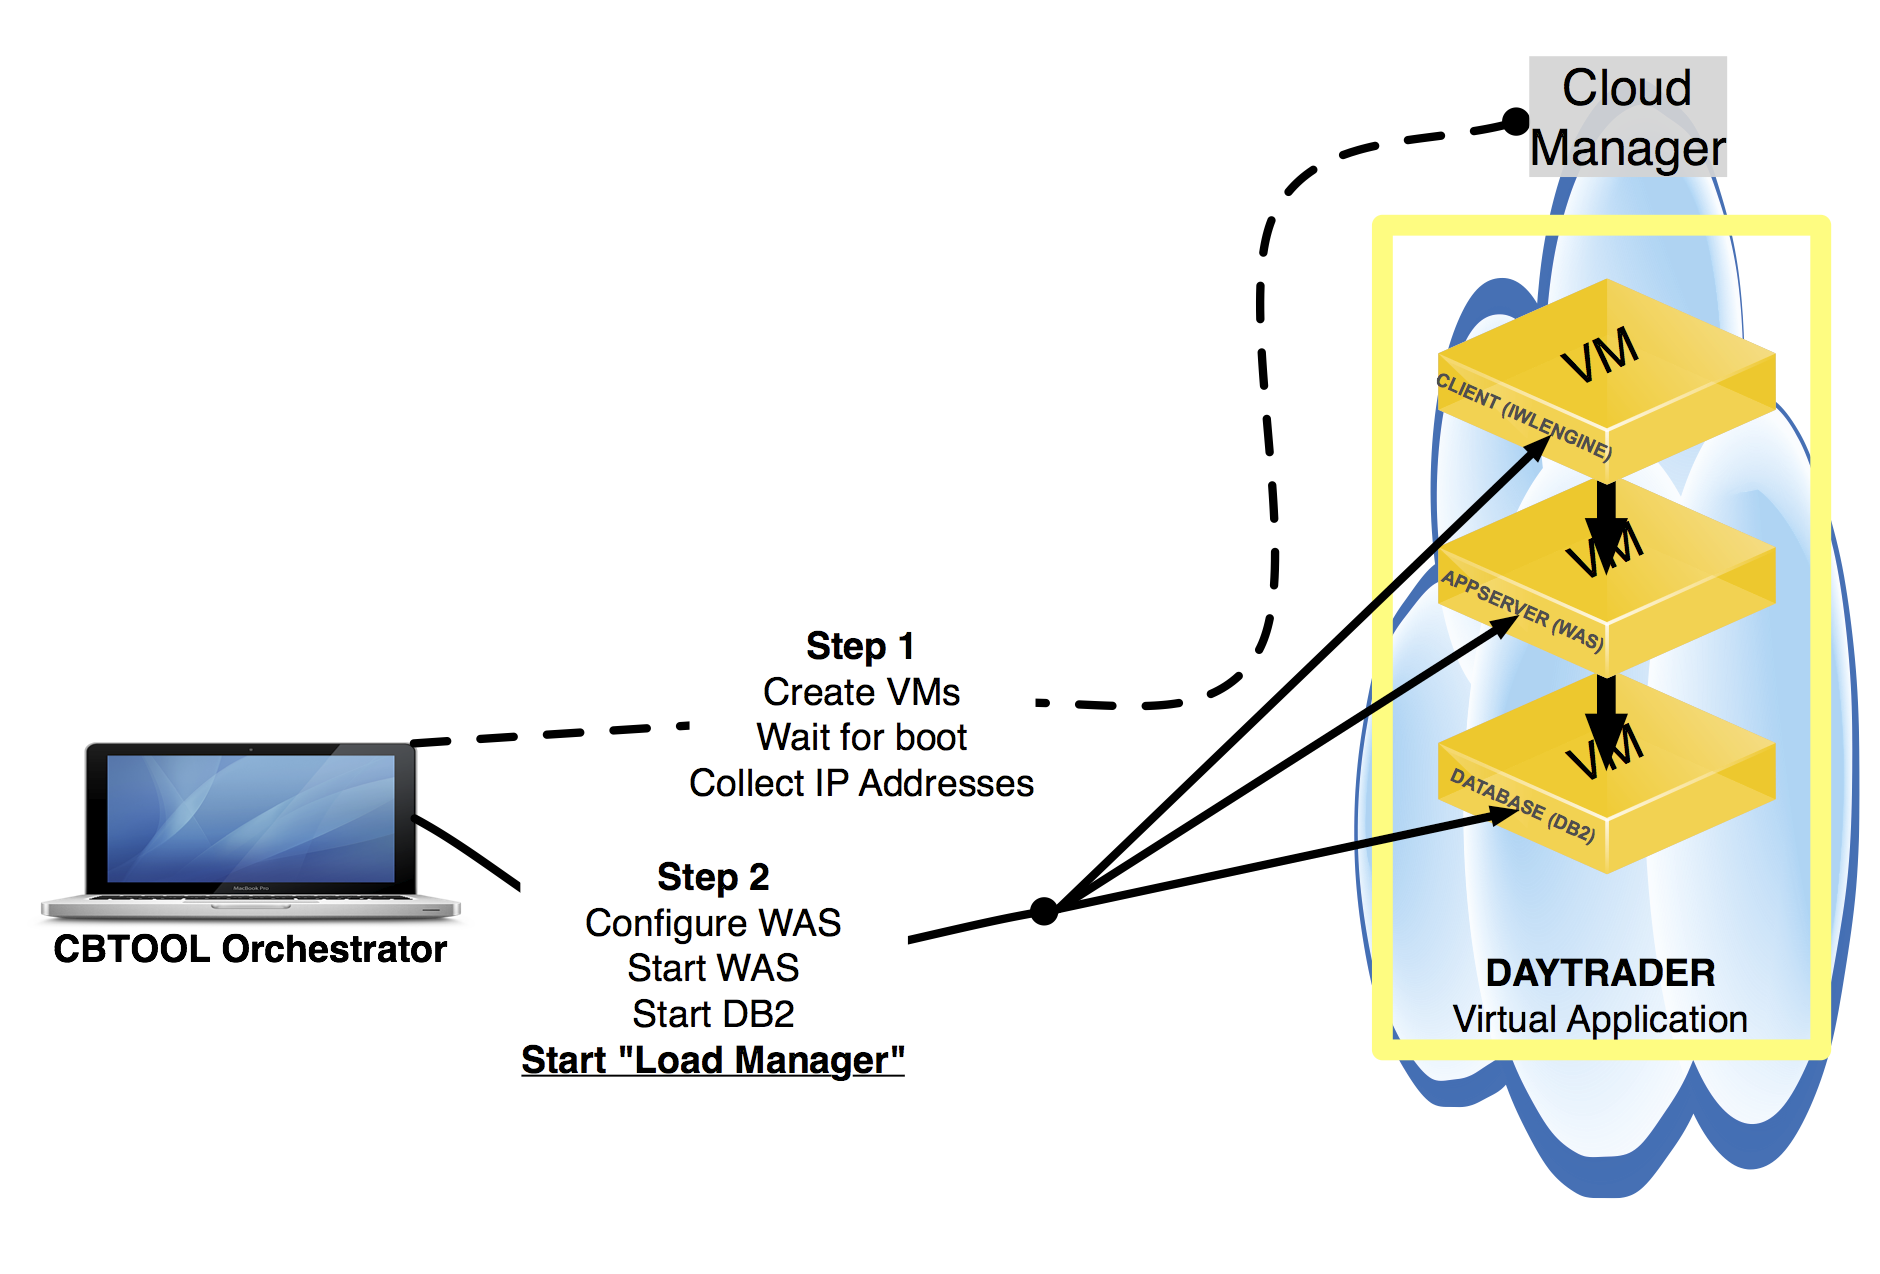 Cloud
Manager
VM
CLIENT (IWLENGINE)
VM
APPSERVER (WAS)
VM
DATABASE (DB2)
Step 1
Create VMs
Wait for boot
Collect IP Addresses
MacBook Pro
CBTOOL Orchestrator
Step 2
Configure WAS
Start WAS
Start DB2
Start "Load Manager"
DAYTRADER
Virtual Application